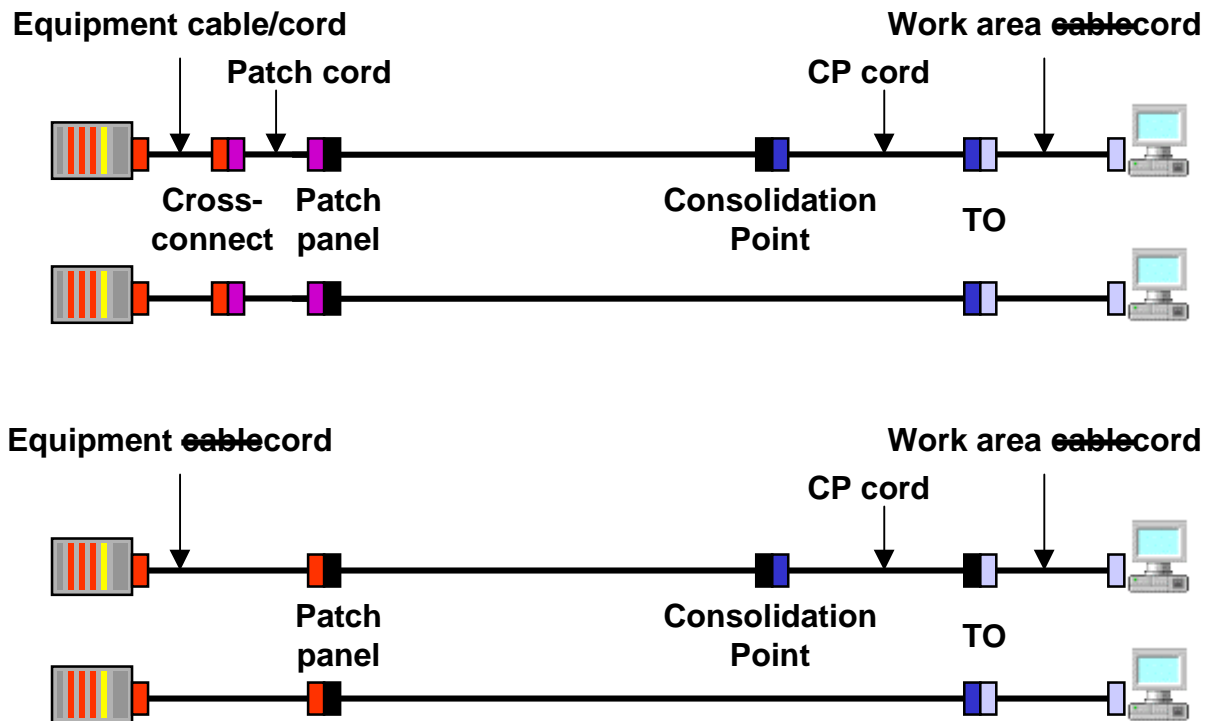 Equipment cable/cord
Work area cablecord
Patch cord
CP cord
Cross-
connect
Patch
panel
Consolidation
Point
TO
Equipment cablecord
Work area cablecord
CP cord
Patch
panel
Consolidation
Point
TO